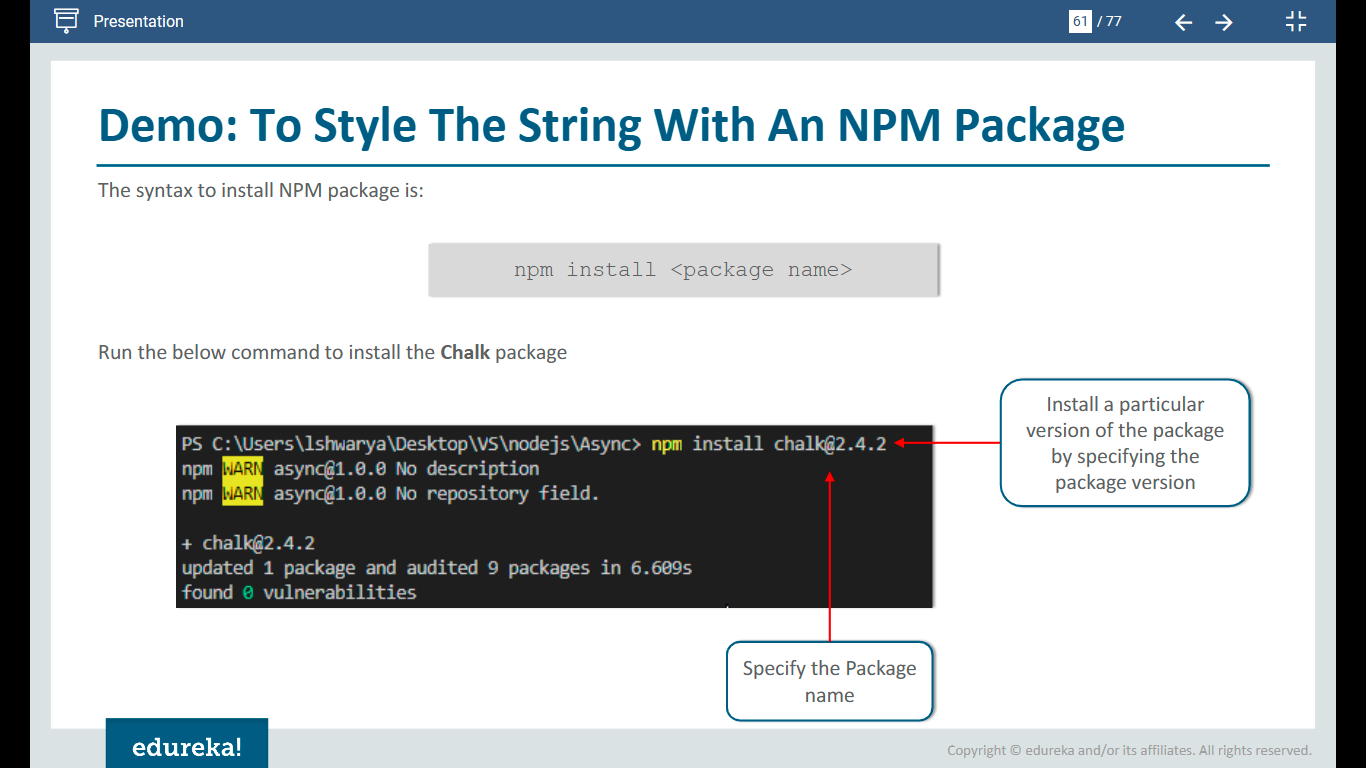 Presentation
61 / 77
Demo: To Style The String With An NPM Package
The syntax to install NPM package is:
npm install <package name>
Run the below command to install the Chalk package
Install a particular
version of the package
by specifying the
package version
PS C:\Users\lshwarya\Desktop\VS\nodejs\Async> npm install chalk@2.4.2
npm WARN async@1.0.0 No description
npm WARN async@1.0.0 No repository field.
+ chalk@2.4.2
updated 1 package and audited 9 packages in 6.609s
found 0 vulnerabilities
Specify the Package
name
edureka!
Copyright © edureka and/or its affiliates. All rights reserved.